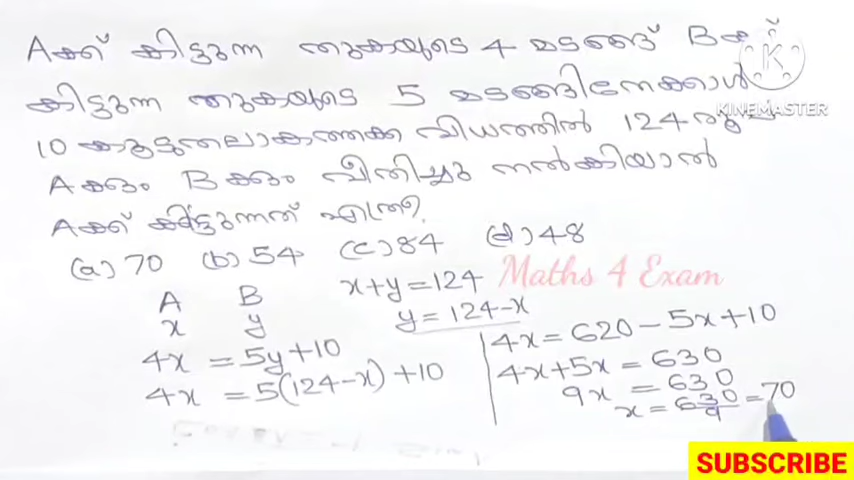 Aക്ക് കിട്ടുന്ന തുകയുടെ 4 മടങ്ങ് Bക്ക്
കിട്ടുന്ന തുകയുടെ 5 മടങ്ങിനേക്കാൾ
10 കൂടുതലാകത്തക്ക വിധത്തിൽ 124 രൂപ
Aക്കും Bക്കും വീതിച്ചു നൽകിയാൽ
Aക്ക് കിട്ടുന്നത് എത്ര?
(a) 70 (b) 54 (c) 84 (d) 48
K
KINEMASTER
Maths 4 Exam
A B
x y
4x = 5y+10
4x = 5(124-x) +10
x+y=124
y = 124-x
4x = 620 - 5x +10
4x+5x = 630
9x = 630
x = 630/9 = 70
SUBSCRIBE